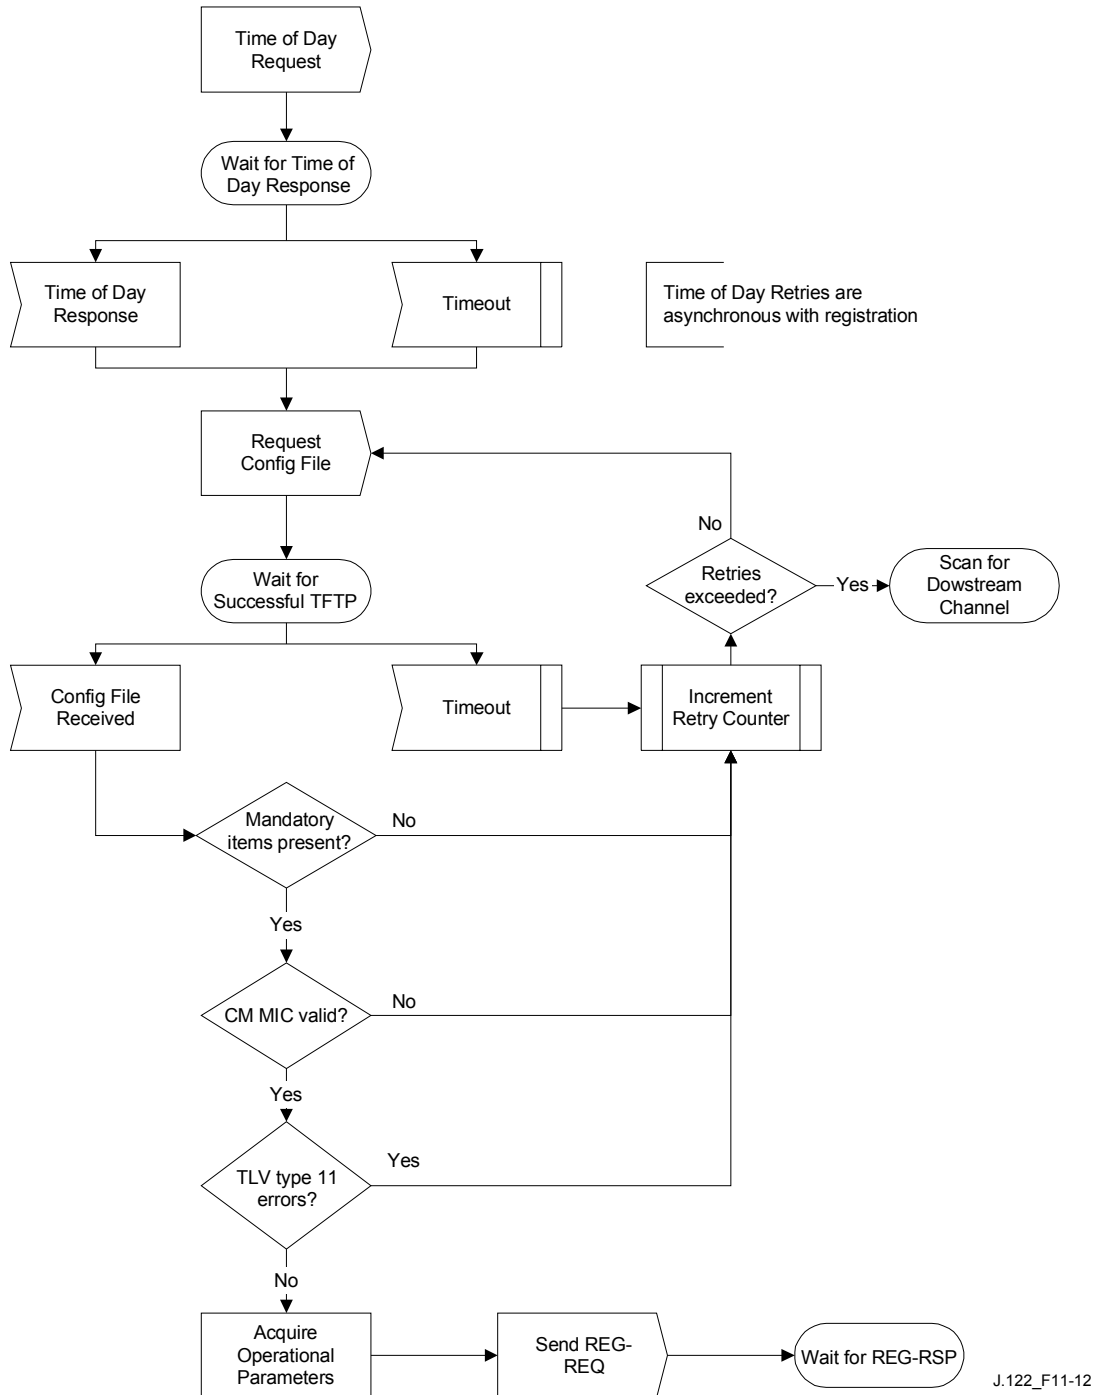 Time of Day
Request
Wait for Time of
Day Response
Time of Day
Response
Timeout
Time of Day Retries are
asynchronous with registration
Request
Config File
No
Wait for
Successful TFTP
Retries
exceeded?
Yes
Scan for
Dowstream
Channel
Config File
Received
Timeout
Increment
Retry Counter
Mandatory
items present?
No
Yes
CM MIC valid?
No
Yes
TLV type 11
errors?
Yes
No
Acquire
Operational
Parameters
Send REG-
REQ
Wait for REG-RSP
J.122_F11-12